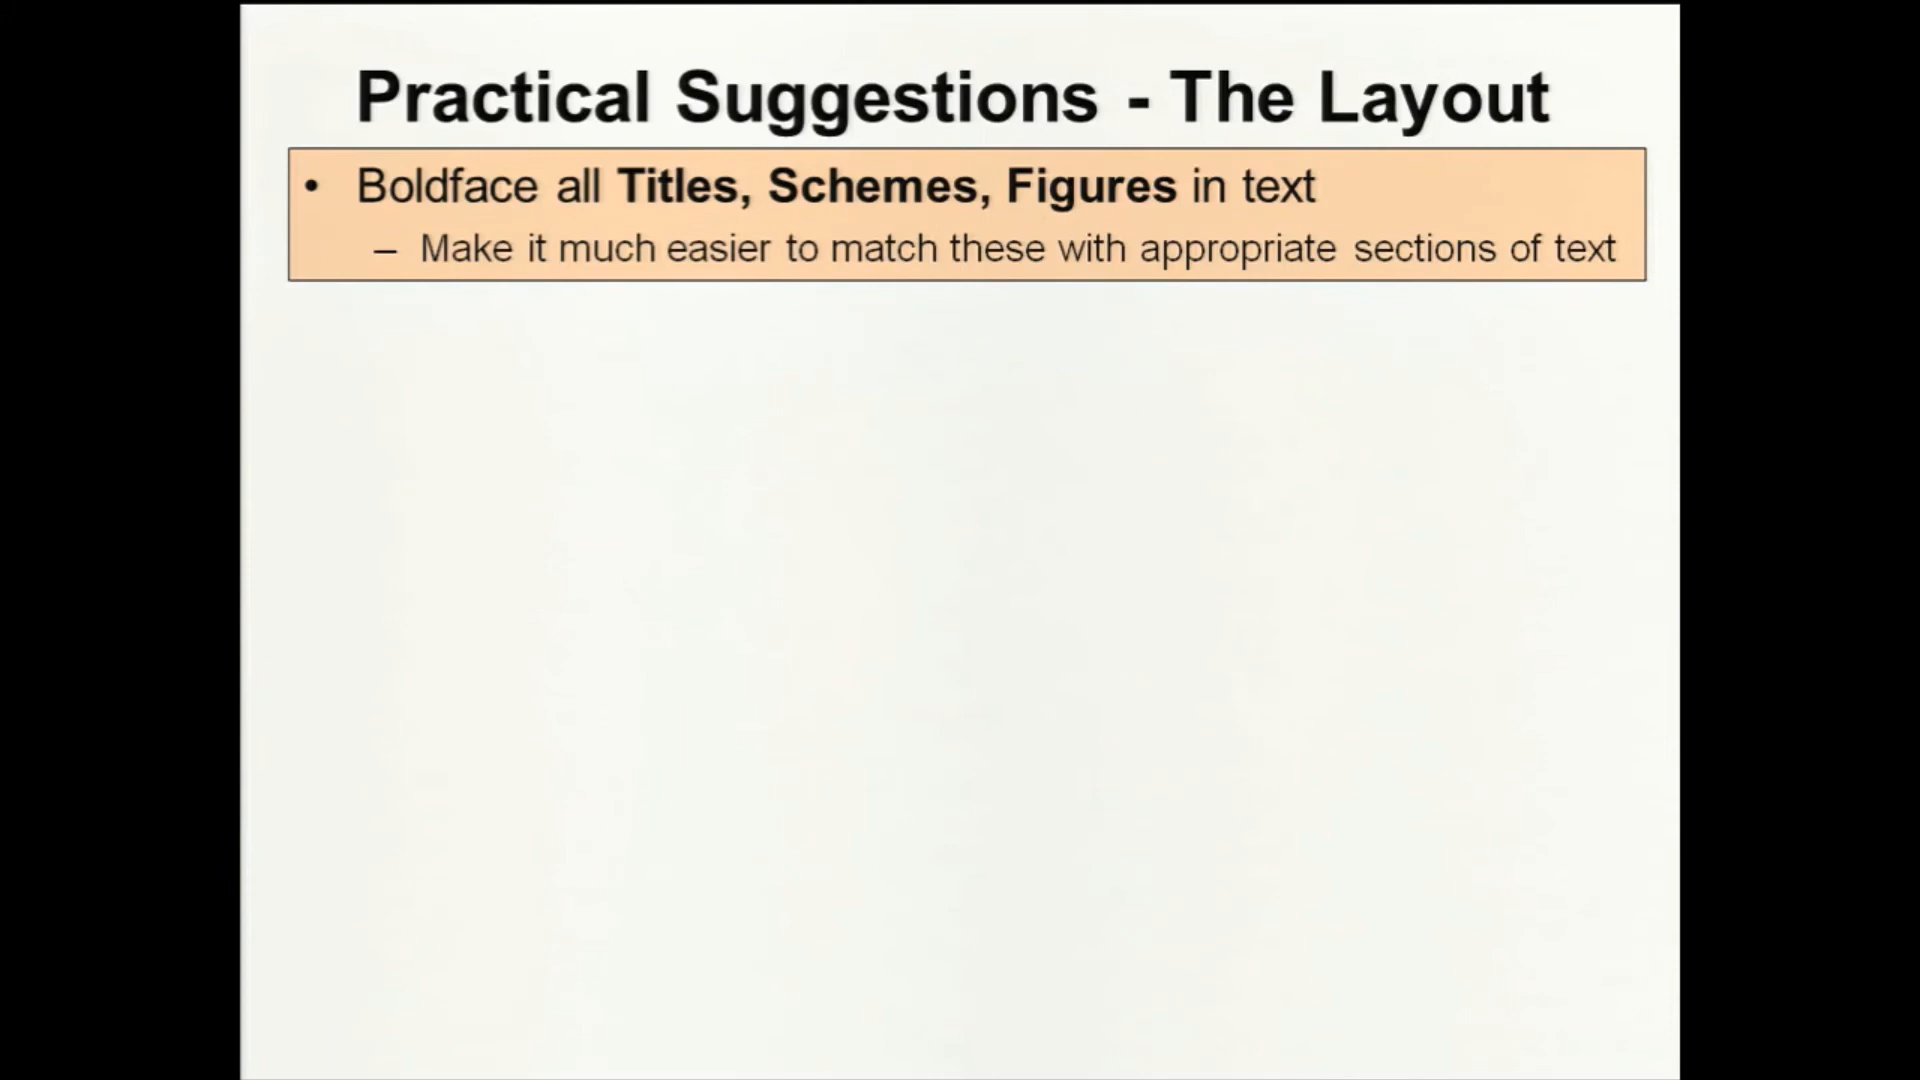 Practical Suggestions - The Layout
• Boldface all Titles, Schemes, Figures in text
– Make it much easier to match these with appropriate sections of text